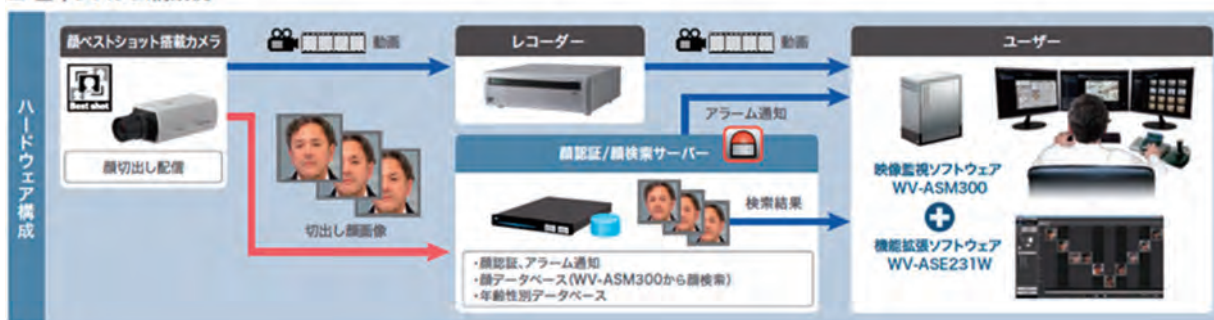 ハードウェア構成
顔ベストショット搭載カメラ
Best shot
顔切出し配信
動画
切出し顔画像
レコーダー
動画
アラーム通知
顔認証/顔検索サーバー
検索結果
・顔認証、アラーム通知
・顔データベース(WV-ASM300から顔検索)
・年齢性別データベース
ユーザー
映像監視ソフトウェア
WV-ASM300
機能拡張ソフトウェア
WV-ASE231W